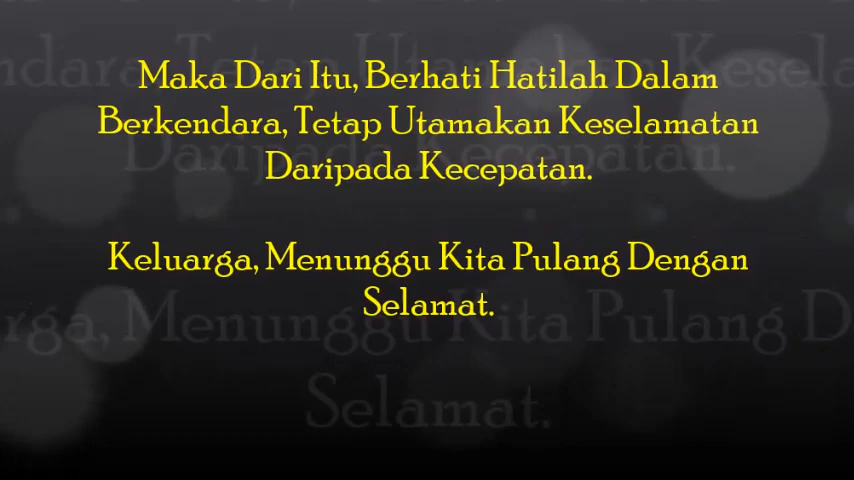 Maka Dari Itu, Berhati Hatilah Dalam
Berkendara, Tetap Utamakan Keselamatan
Daripada Kecepatan.
Keluarga, Menunggu Kita Pulang Dengan
Selamat.